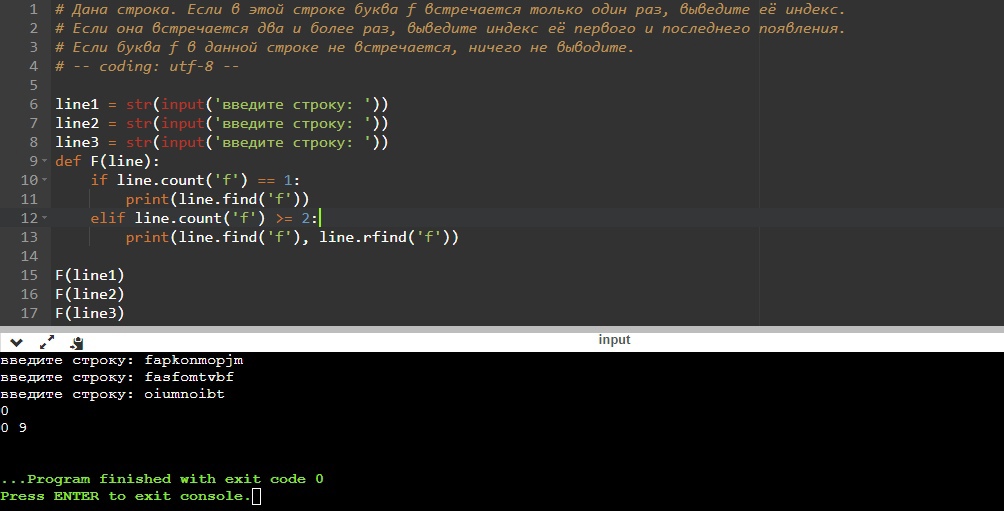 1 # Дана строка. Если в этой строке буква f встречается только один раз, выведите её индекс.
2 # Если она встречается два и более раз, выведите индекс её первого и последнего появления.
3 # Если буква f в данной строке не встречается, ничего не выводите.
4 # -- coding: utf-8 --
5
6 line1 = str(input('введите строку: '))
7 line2 = str(input('введите строку: '))
8 line3 = str(input('введите строку: '))
9 def F(line):
10 if line.count('f') == 1:
11 print(line.find('f'))
12 elif line.count('f') >= 2:
13 print(line.find('f'), line.rfind('f'))
14
15 F(line1)
16 F(line2)
17 F(line3)
input
введите строку: fapkonmopjm
введите строку: fasfomtvbf
введите строку: oiumnoibt
0
0 9
...Program finished with exit code 0
Press ENTER to exit console.